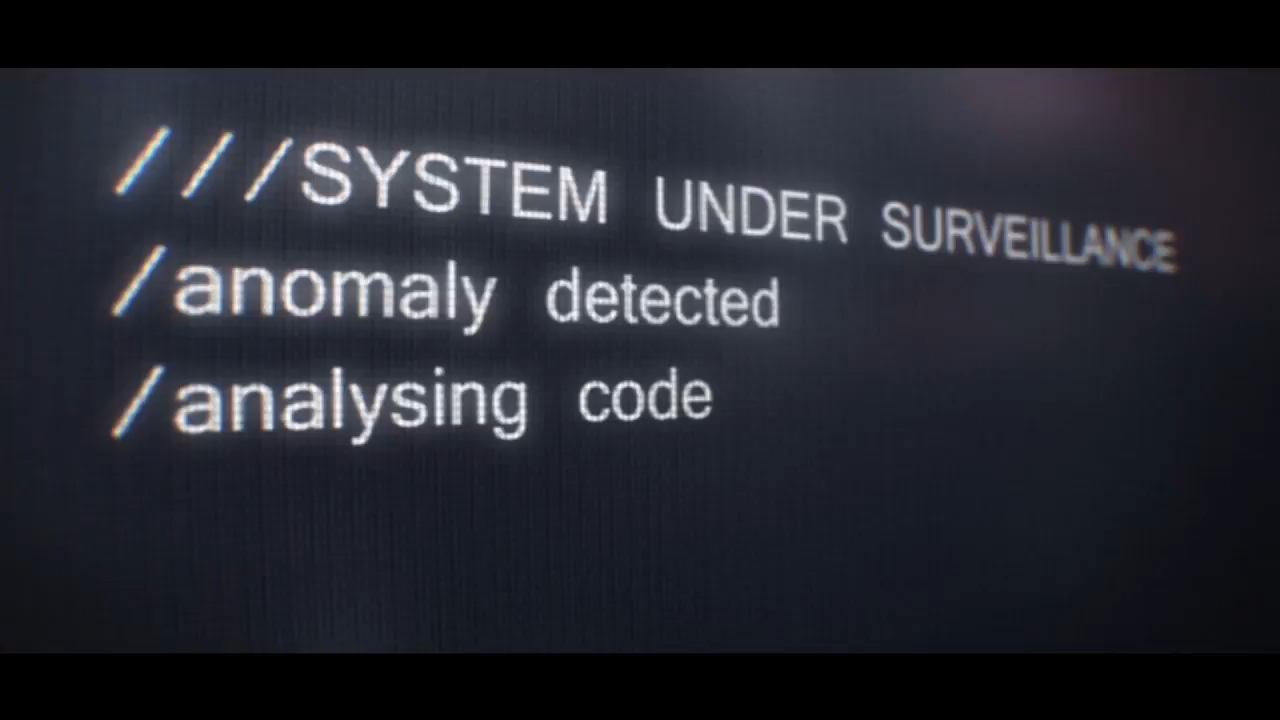 ///SYSTEM UNDER SURVEILLANCE
/anomaly detected
/analysing code